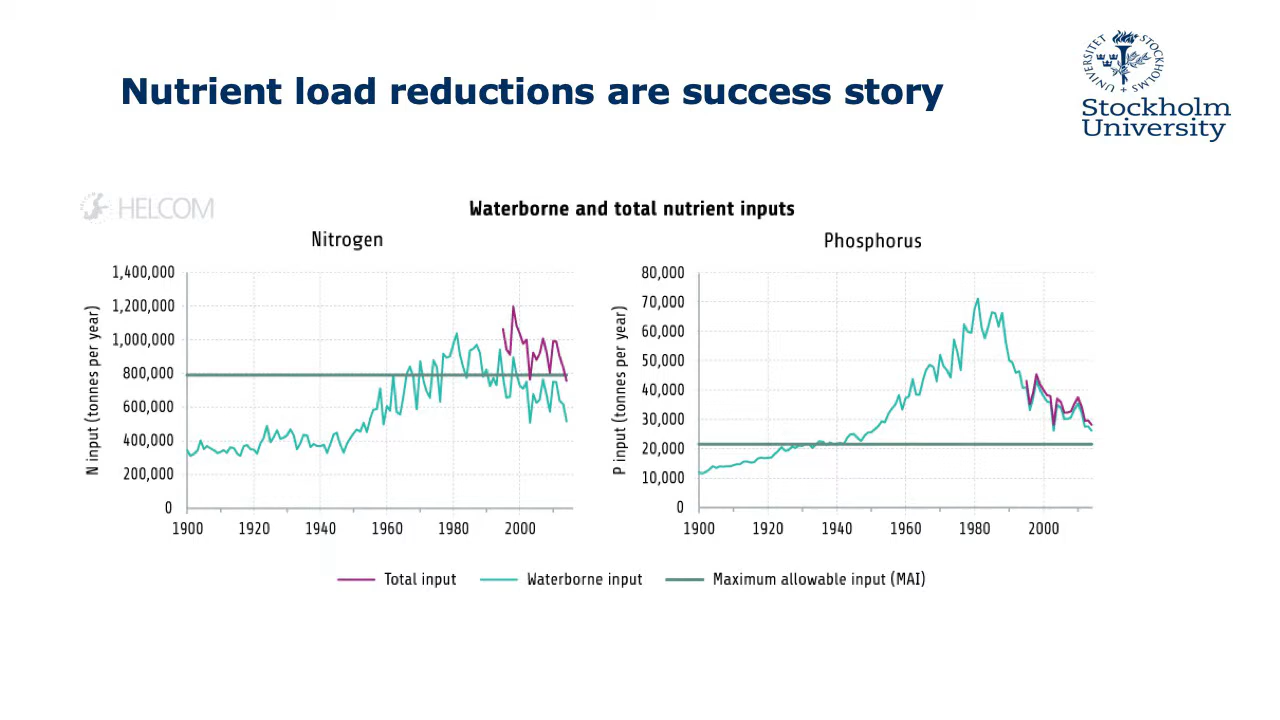 Nutrient load reductions are success story
UNIVERSITET STOCKHOLMS
Stockholm
University
HELCOM
Waterborne and total nutrient inputs
Nitrogen
N input (tonnes per year)
1,400,000
1,200,000
1,000,000
800,000
600,000
400,000
200,000
0
1900 1920 1940 1960 1980 2000
Phosphorus
P input (tonnes per year)
80,000
70,000
60,000
50,000
40,000
30,000
20,000
10,000
0
1900 1920 1940 1960 1980 2000
Total input Waterborne input Maximum allowable input (MAI)